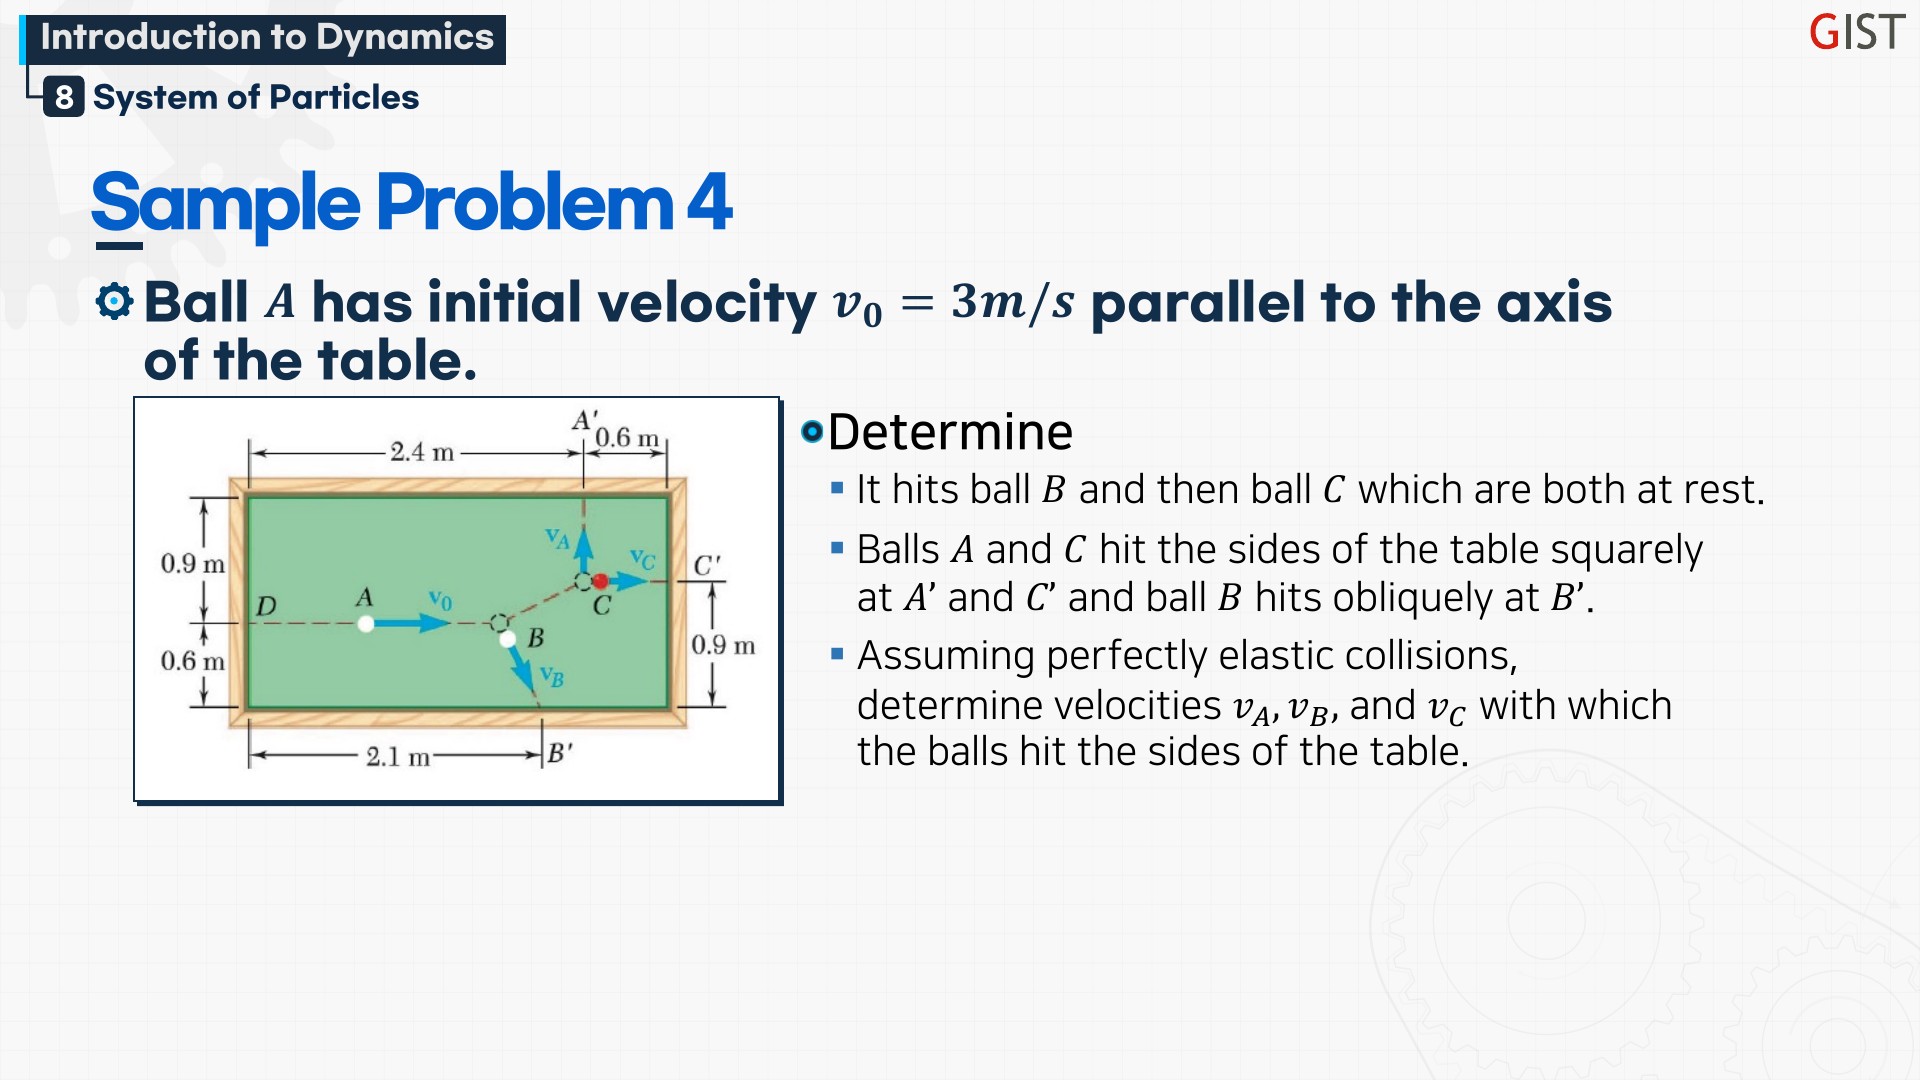 Introduction to Dynamics
GIST
8 System of Particles
Sample Problem 4
Ball A has initial velocity v₀ = 3m/s parallel to the axis
of the table.
A'
2.4 m
0.6 m
0.9 m
0.6 m
D
A
v₀
B
v_B
v_A
v_C
C
C'
0.9 m
2.1 m
B'
Determine
It hits ball B and then ball C which are both at rest.
Balls A and C hit the sides of the table squarely
at A’ and C’ and ball B hits obliquely at B’.
Assuming perfectly elastic collisions,
determine velocities v_A, v_B, and v_C with which
the balls hit the sides of the table.